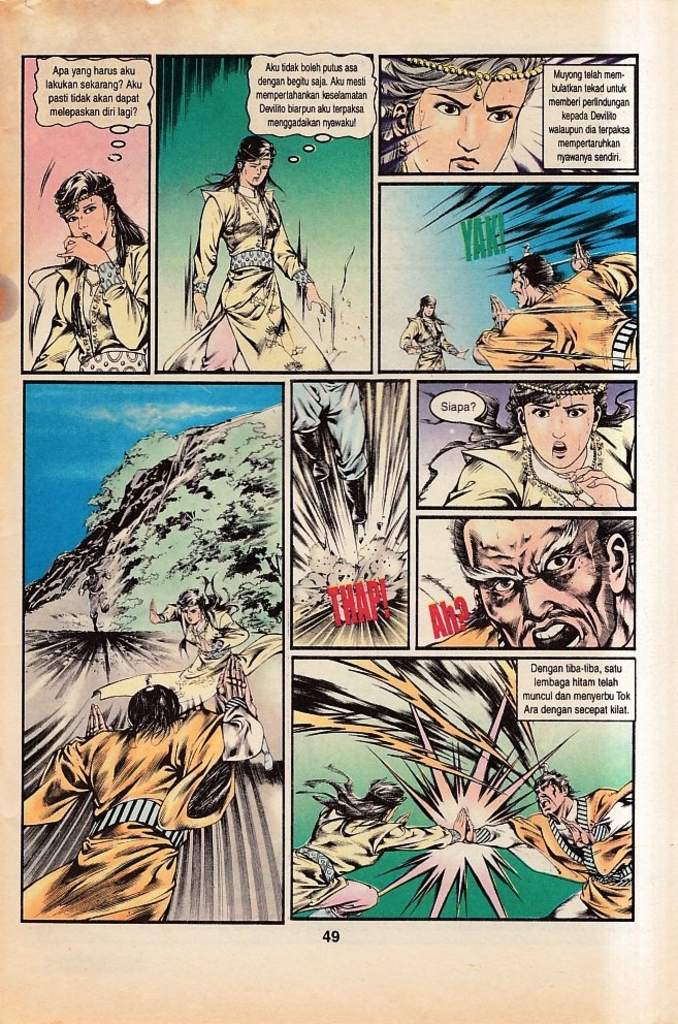 Apa yang harus aku
lakukan sekarang? Aku
pasti tidak akan dapat
melepaskan diri lagi?
Aku tidak boleh putus asa
dengan begitu saja. Aku mesti
mempertahankan keselamatan
Devilito biarpun aku terpaksa
menggadaikan nyawaku!
Muyong telah mem-
bulatkan tekad untuk
memberi perlindungan
kepada Devilito
walaupun dia terpaksa
mempertaruhkan
nyawanya sendiri.
YAK!
THAP!
Siapa?
Ah?
Dengan tiba-tiba, satu
lembaga hitam telah
muncul dan menyerbu Tok
Ara dengan secepat kilat.
49